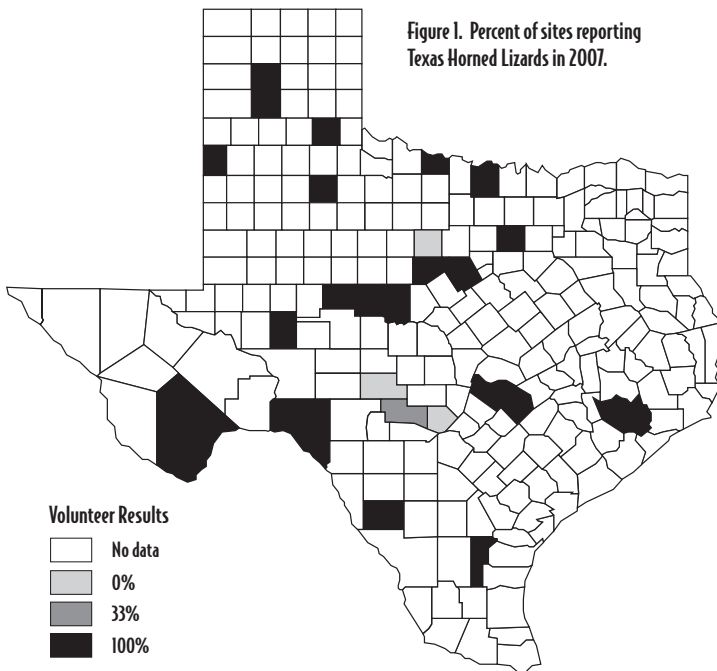 Figure 1. Percent of sites reporting
Texas Horned Lizards in 2007.
Volunteer Results
No data
0%
33%
100%